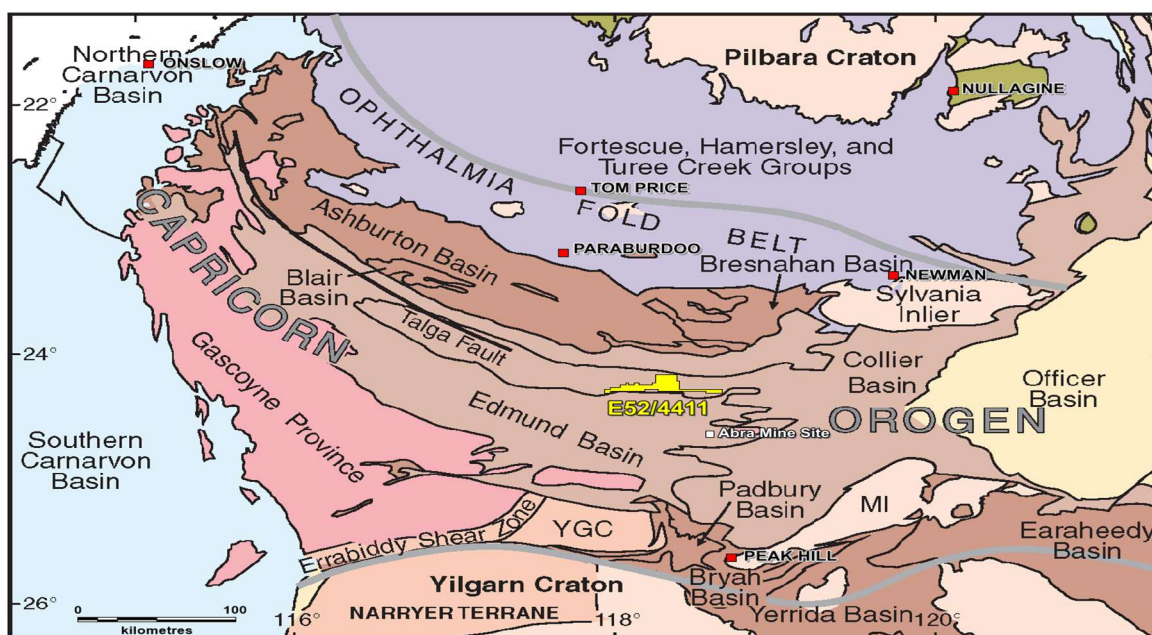 Northern
Carnarvon
Basin
ONSLOW
Pilbara Craton
NULLAGINE
22°
OPHTHALMIA
FOLD
BELT
Fortescue, Hamersley, and
Turee Creek Groups
TOM PRICE
PARABURDOO
CAPRICORN
Ashburton Basin
Bresnahan Basin
NEWMAN
Sylvania
Inlier
Blair
Basin
Talga Fault
24°
Collier
Basin
Officer
Basin
Gascoyne Province
Edmund Basin
E52/4411
Abra Mine Site
OROGEN
Southern
Carnarvon
Basin
Padbury
Basin
MI
Earaheedy
Basin
Errabiddy Shear Zone
YGC
PEAK HILL
Bryah
Basin
Yerrida Basin
Yilgarn Craton
NARRYER TERRANE
26°
0
100
kilometres
116°
118°
120°